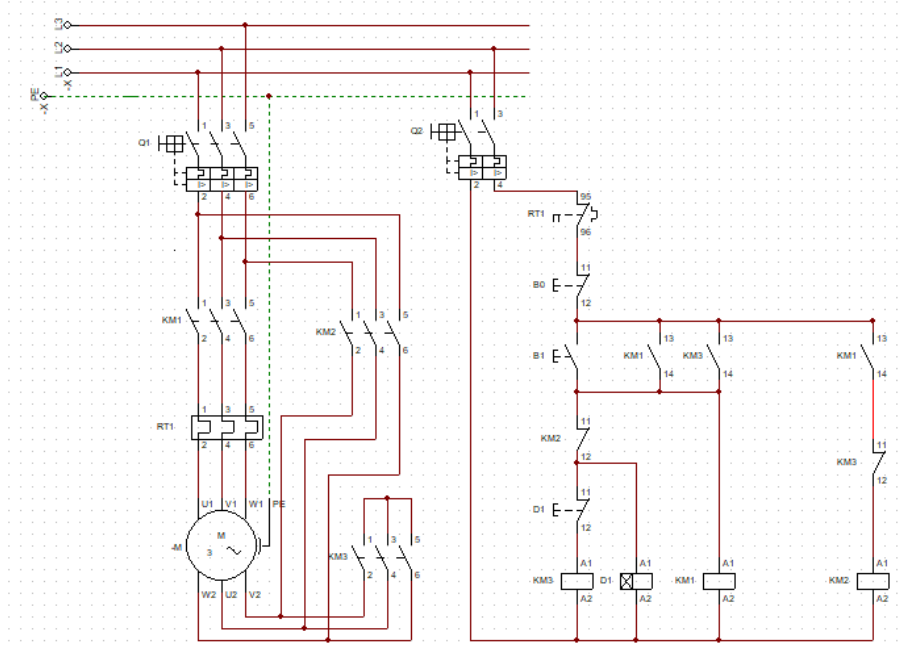 L3
L2
L1
-X
PE
-X
Q1
1 3 5
I> I> I>
2 4 6
Q2
1 3
I> I>
2 4
RT1
95
96
B0
11
12
KM1
1 3 5
2 4 6
KM2
1 3 5
2 4 6
B1
KM1
13
14
KM3
13
14
KM1
13
14
RT1
1 3 5
2 4 6
KM2
11
12
KM3
11
12
U1 V1 W1 PE
-M
M
3
W2 U2 V2
KM3
1 3 5
2 4 6
D1
11
12
KM3
A1
A2
D1
A1
A2
KM1
A1
A2
KM2
A1
A2